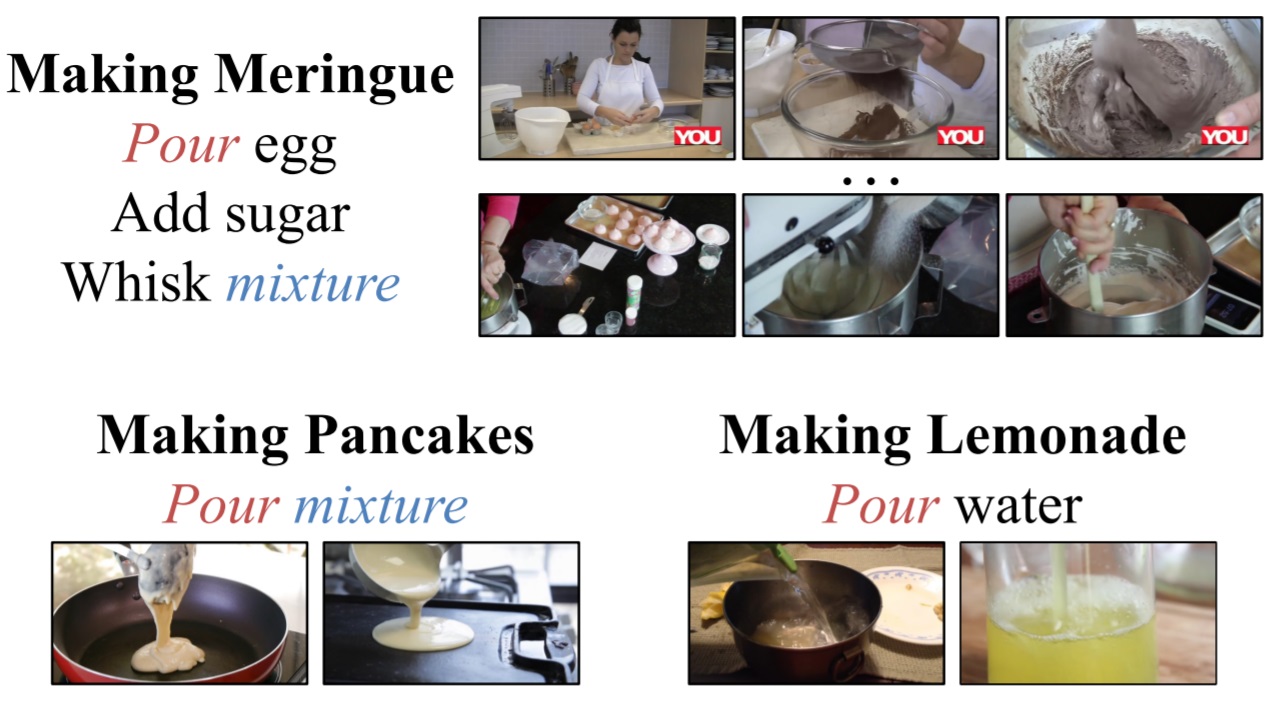 Making Meringue
Pour egg
Add sugar
Whisk mixture
YOU
YOU
YOU
...
Making Pancakes
Pour mixture
Making Lemonade
Pour water